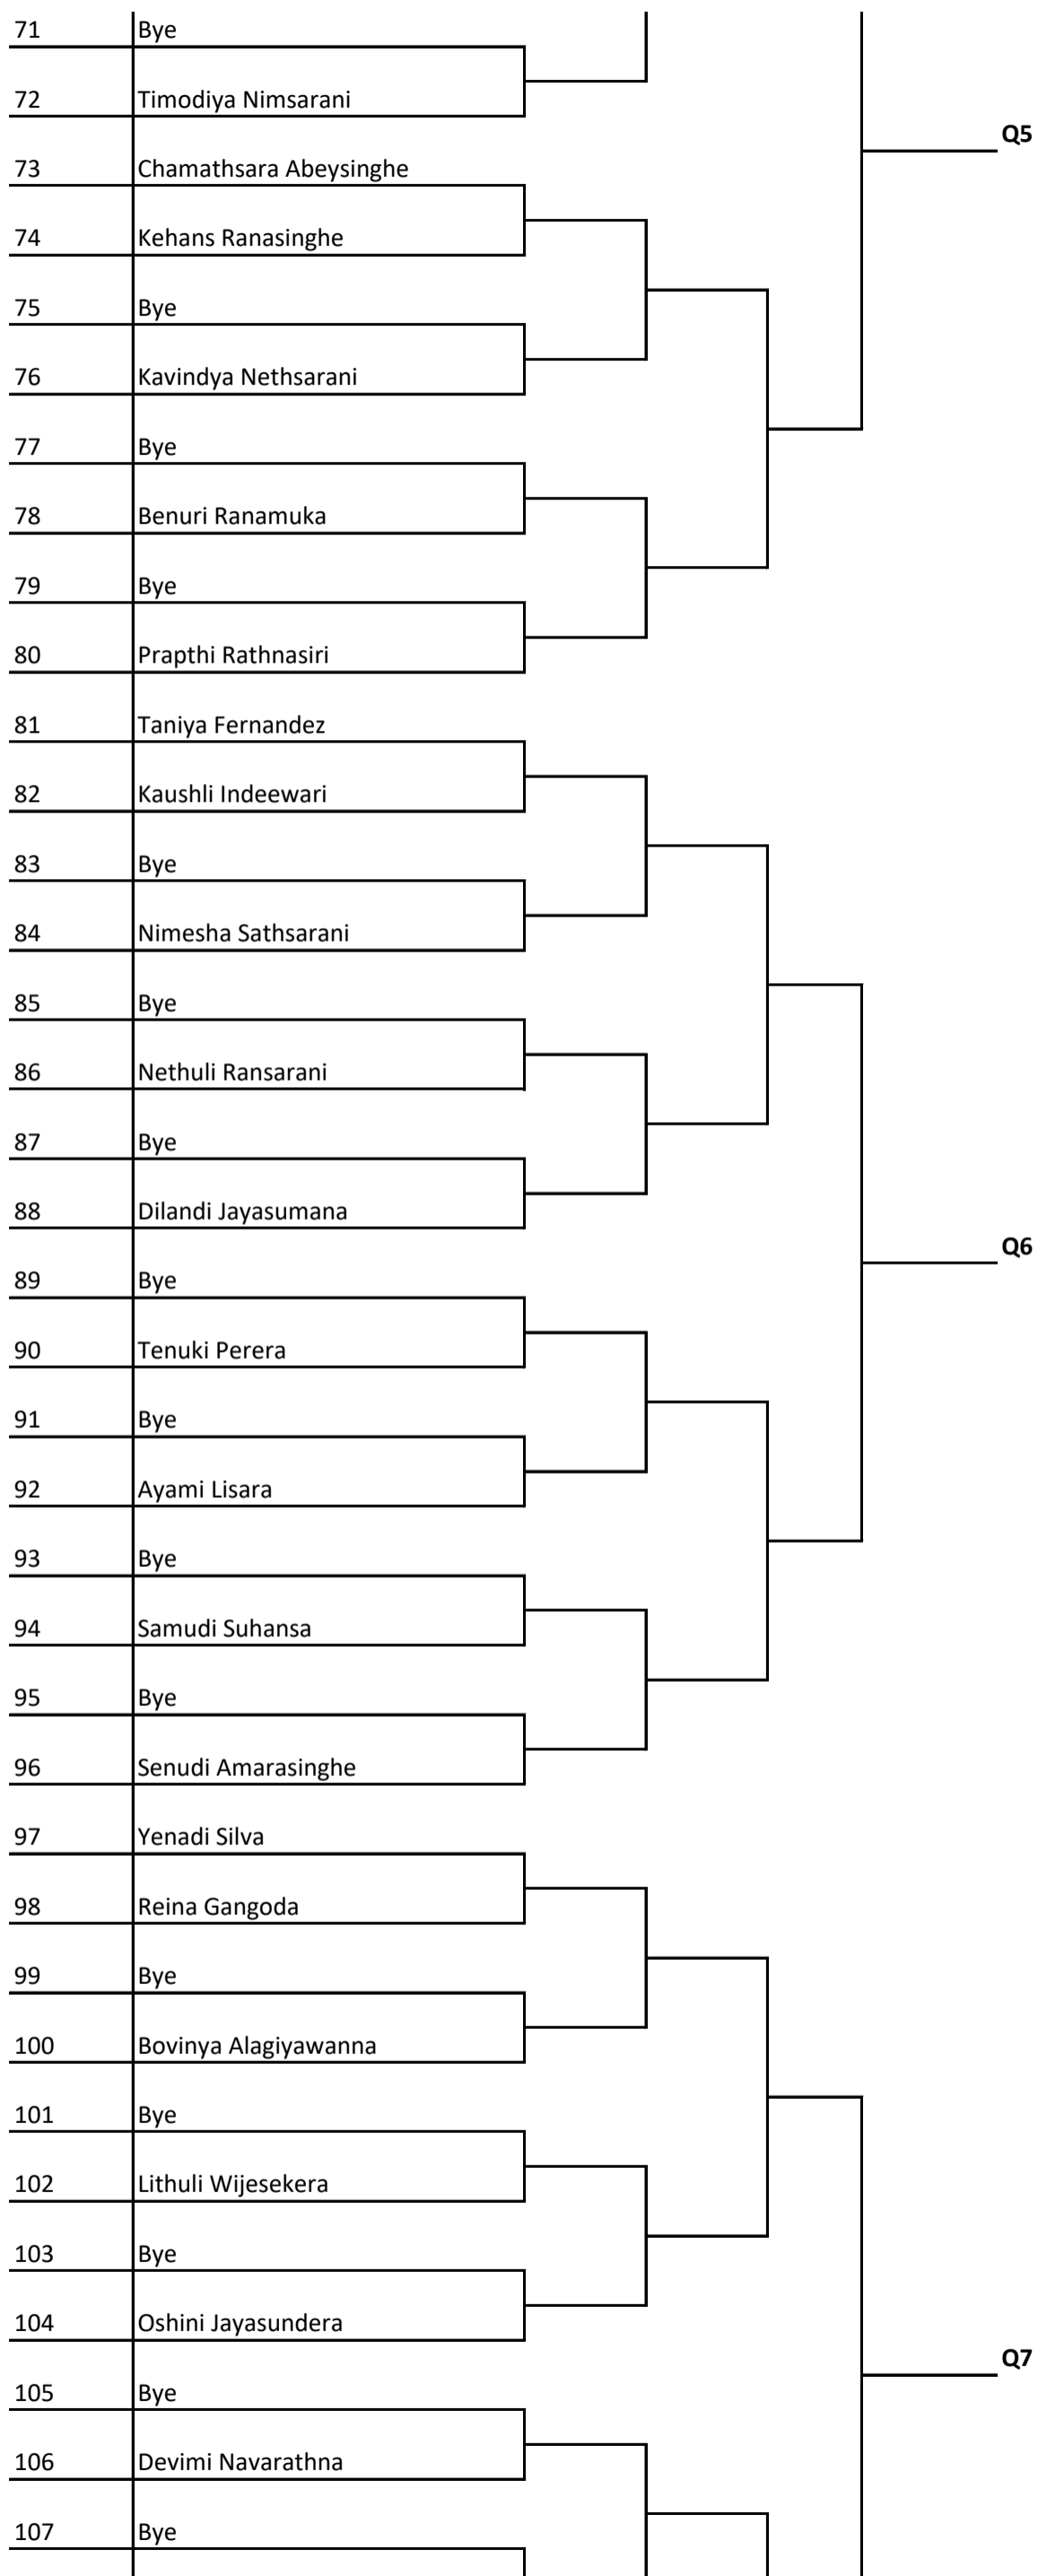 71 Bye
72 Timodiya Nimsarani
Q5
73 Chamathsara Abeysinghe
74 Kehans Ranasinghe
75 Bye
76 Kavindya Nethsarani
77 Bye
78 Benuri Ranamuka
79 Bye
80 Prapthi Rathnasiri
81 Taniya Fernandez
82 Kaushli Indeewari
83 Bye
84 Nimesha Sathsarani
85 Bye
86 Nethuli Ransarani
87 Bye
88 Dilandi Jayasumana
Q6
89 Bye
90 Tenuki Perera
91 Bye
92 Ayami Lisara
93 Bye
94 Samudi Suhansa
95 Bye
96 Senudi Amarasinghe
97 Yenadi Silva
98 Reina Gangoda
99 Bye
100 Bovinya Alagiyawanna
101 Bye
102 Lithuli Wijesekera
103 Bye
104 Oshini Jayasundera
Q7
105 Bye
106 Devimi Navarathna
107 Bye